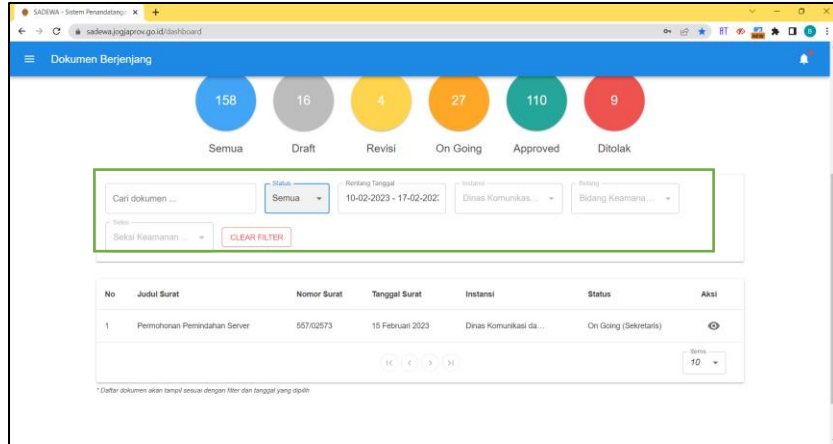 SADEWA - Sistem Penandatang
sadewa.jogjaprov.go.id/dashboard
Dokumen Berjenjang
158 16 4 27 110 9
Semua Draft Revisi On Going Approved Ditolak
Status Rentang Tanggal Instansi Bidang
Cari dokumen ... Semua 10-02-2023 - 17-02-202 Dinas Komunikas... Bidang Keamana...
Seksi
Seksi Keamanan ... CLEAR FILTER
No Judul Surat Nomor Surat Tanggal Surat Instansi Status Aksi
1 Permohonan Pemindahan Server 557/02573 15 Februari 2023 Dinas Komunikasi da... On Going (Sekretaris)
Items
10
* Daftar dokumen akan tampil sesuai dengan filter dan tanggal yang dipilih